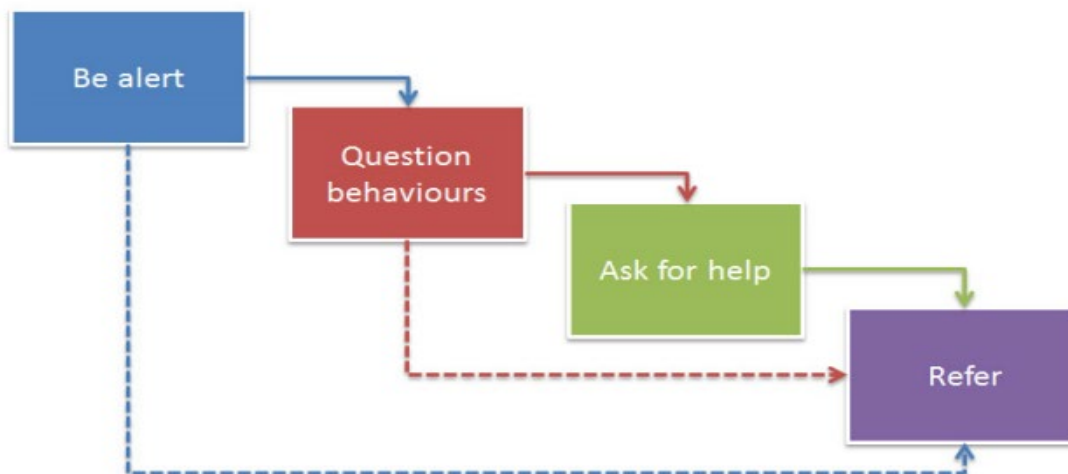 Be alert
Question
behaviours
Ask for help
Refer